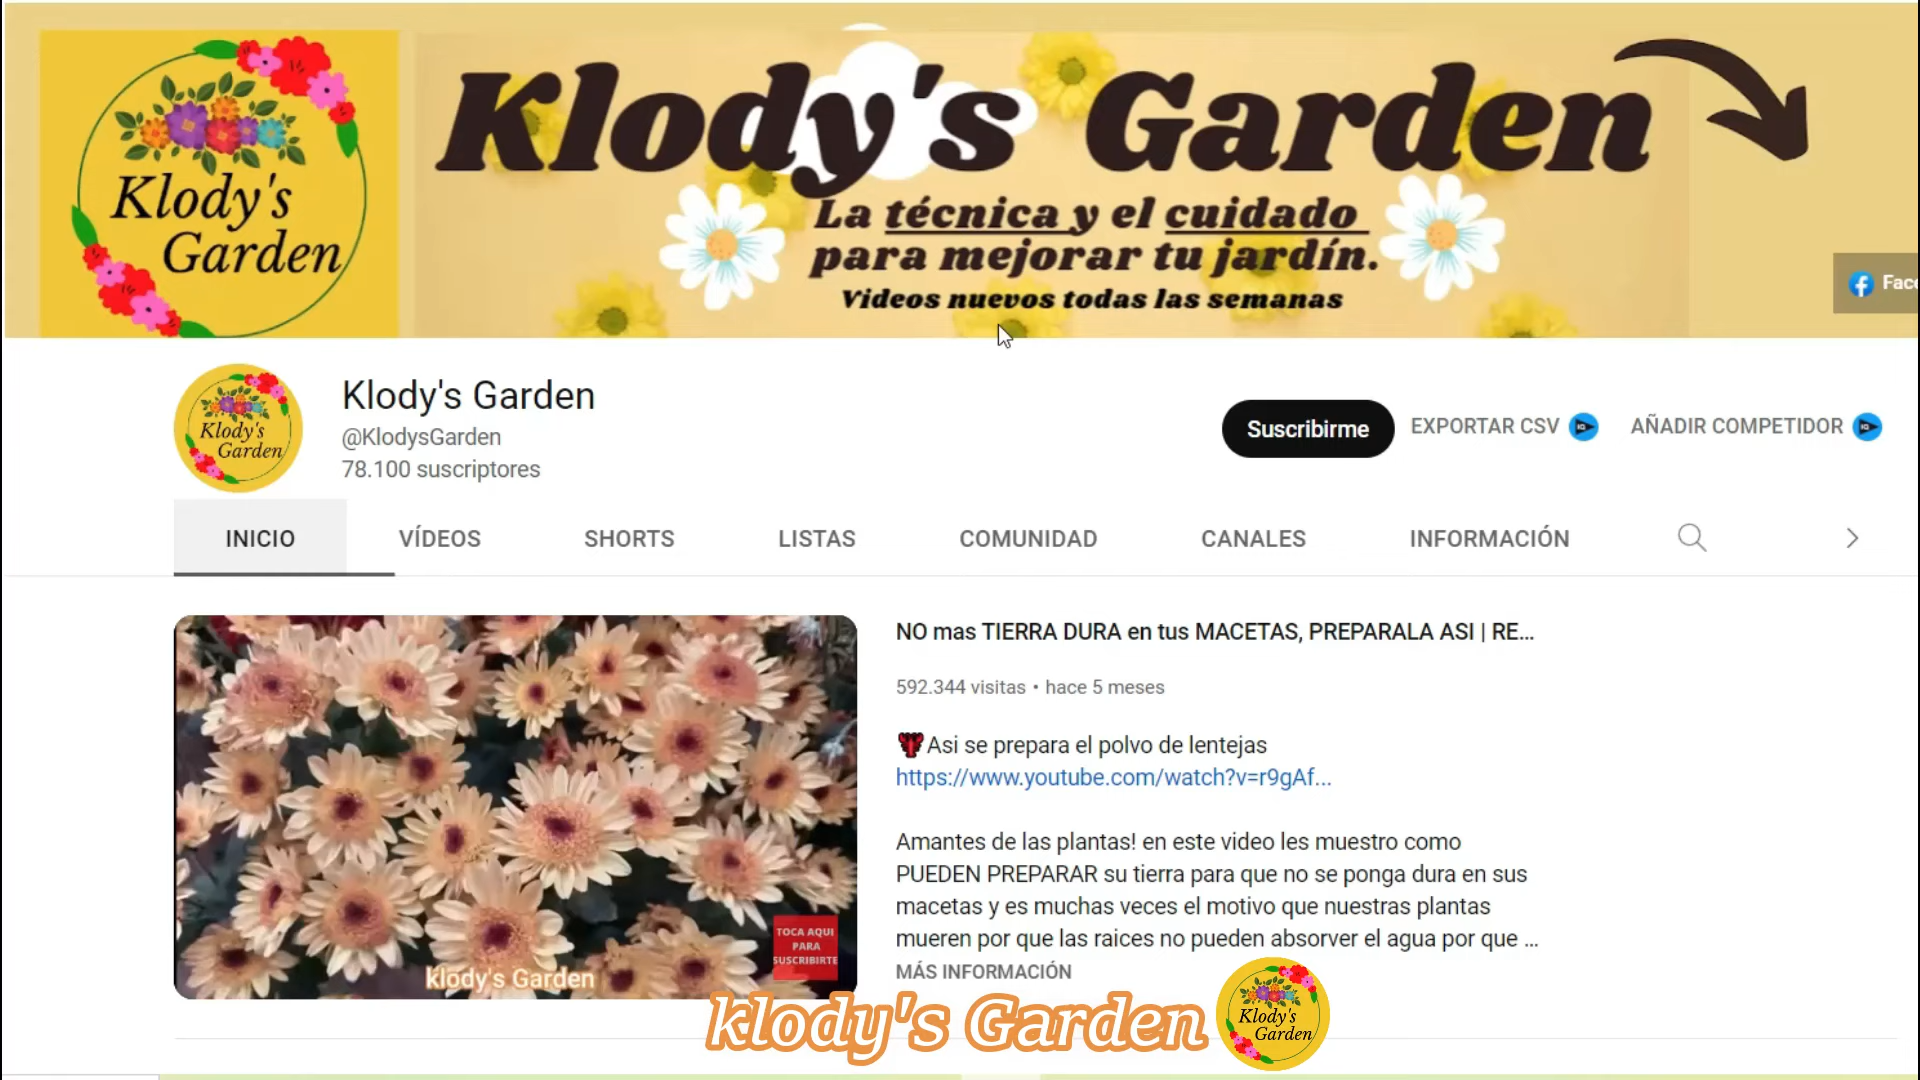 Klody's
Garden
Klody's Garden
La técnica y el cuidado
para mejorar tu jardín.
Videos nuevos todas las semanas
Klody's
Garden
Klody's Garden
@KlodysGarden
78.100 suscriptores
Suscribirme
EXPORTAR CSV
AÑADIR COMPETIDOR
INICIO
VÍDEOS
SHORTS
LISTAS
COMUNIDAD
CANALES
INFORMACIÓN
NO mas TIERRA DURA en tus MACETAS, PREPARALA ASI | RE...
592.344 visitas • hace 5 meses
Asi se prepara el polvo de lentejas
https://www.youtube.com/watch?v=r9gAf...
Amantes de las plantas! en este video les muestro como
PUEDEN PREPARAR su tierra para que no se ponga dura en sus
macetas y es muchas veces el motivo que nuestras plantas
mueren por que las raices no pueden absorver el agua por que ...
MÁS INFORMACIÓN
TOCA AQUI
PARA
SUSCRIBIRTE
klody's Garden
klody's Garden
Klody's
Garden